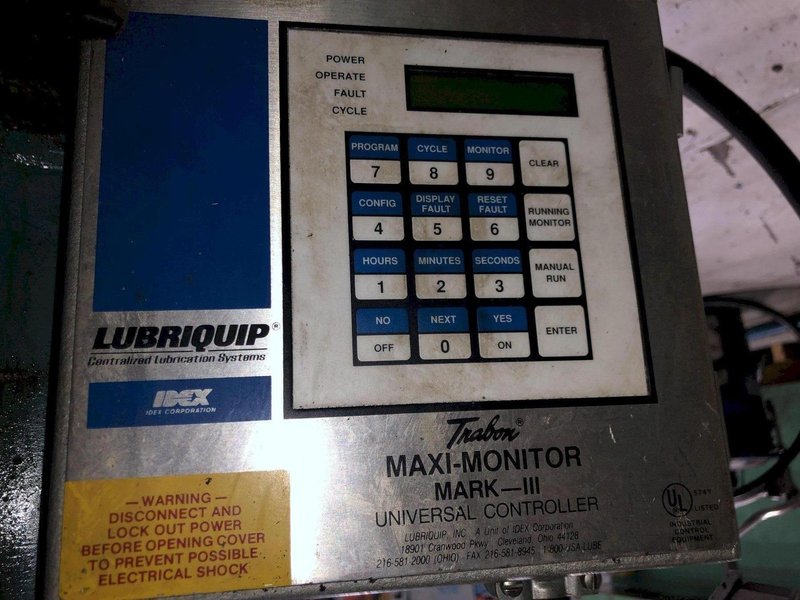 POWER
OPERATE
FAULT
CYCLE
PROGRAM CYCLE MONITOR
7 8 9 CLEAR
CONFIG DISPLAY FAULT RESET FAULT
4 5 6 RUNNING MONITOR
HOURS MINUTES SECONDS
1 2 3 MANUAL RUN
NO NEXT YES
OFF 0 ON ENTER
LUBRIQUIP®
Centralized Lubrication Systems
IDEX
IDEX CORPORATION
Trabon®
MAXI-MONITOR
MARK—III
UNIVERSAL CONTROLLER
LUBRIQUIP, INC. A Unit of IDEX Corporation
18901 Cranwood Pkwy. Cleveland, Ohio 44128
216-581-2000 (OHIO) FAX 216-581-8945 1-800-USA-LUBE
—WARNING—
DISCONNECT AND
LOCK OUT POWER
BEFORE OPENING COVER
TO PREVENT POSSIBLE
ELECTRICAL SHOCK
UL
LISTED
INDUSTRIAL
CONTROL
EQUIPMENT